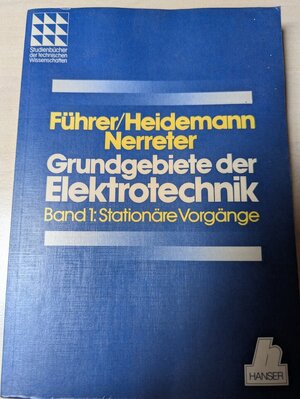 Studienbücher
der technischen
Wissenschaften
Führer/Heidemann
Nerreter
Grundgebiete der
Elektrotechnik
Band 1: Stationäre Vorgänge
h
HANSER